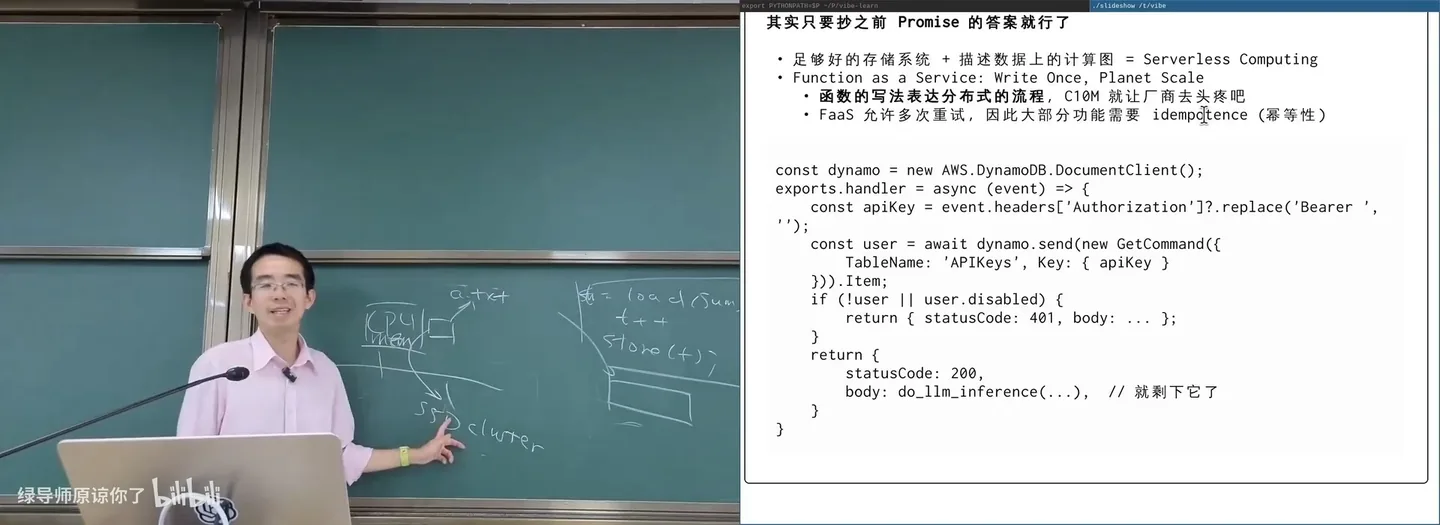 export PYTHONPATH=$P ~/P/vibe-learn
./slideshow /t/vibe
其实只要抄之前 Promise 的答案就行了
• 足够好的存储系统 + 描述数据上的计算图 = Serverless Computing
• Function as a Service: Write Once, Planet Scale
• 函数的写法表达分布式的流程, C10M 就让厂商去头疼吧
• FaaS 允许多次重试, 因此大部分功能需要 idempotence (幂等性)
const dynamo = new AWS.DynamoDB.DocumentClient();
exports.handler = async (event) => {
const apiKey = event.headers['Authorization']?.replace('Bearer ',
'');
const user = await dynamo.send(new GetCommand({
TableName: 'APIKeys', Key: { apiKey }
})).Item;
if (!user || user.disabled) {
return { statusCode: 401, body: ... };
}
return {
statusCode: 200,
body: do_llm_inference(...), // 就剩下它了
}
}
a.txt
CPU
= load(sum
t++
store(t);
SSD cluster
绿导师原谅你了 bilibili